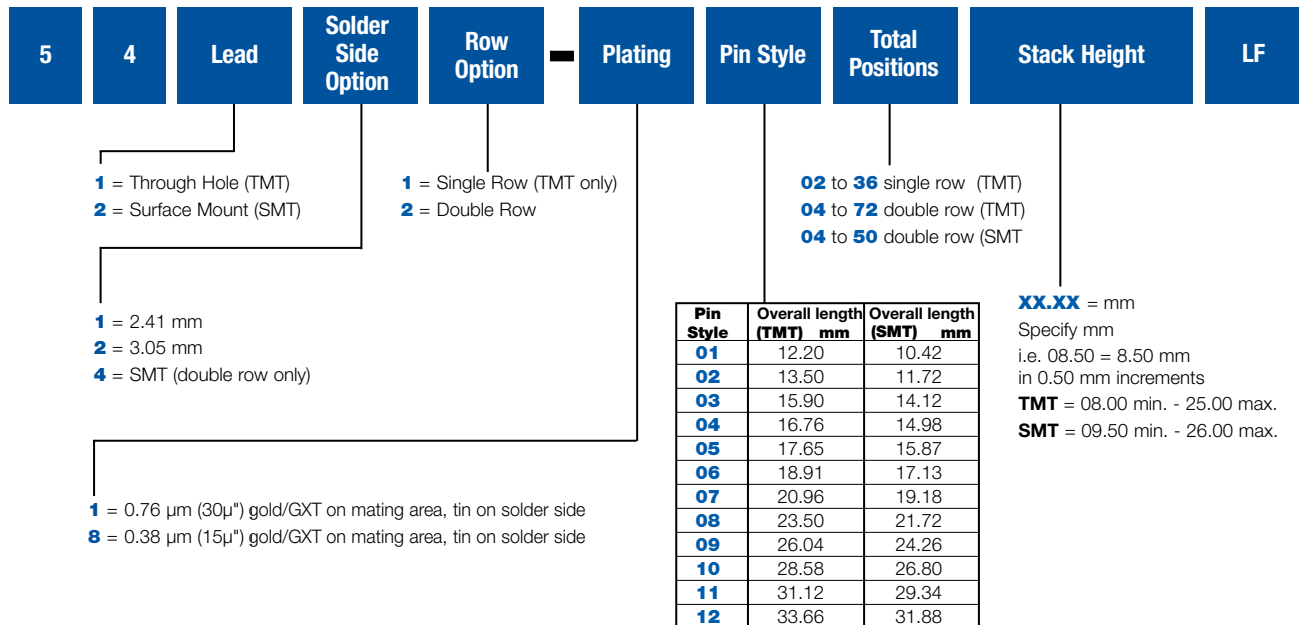 5
4
Lead
Solder
Side
Option
Row
Option
-
Plating
Pin Style
Total
Positions
Stack Height
LF
1 = Through Hole (TMT)
2 = Surface Mount (SMT)
1 = Single Row (TMT only)
2 = Double Row
02 to 36 single row (TMT)
04 to 72 double row (TMT)
04 to 50 double row (SMT
1 = 2.41 mm
2 = 3.05 mm
4 = SMT (double row only)
XX.XX = mm
Specify mm
i.e. 08.50 = 8.50 mm
in 0.50 mm increments
TMT = 08.00 min. - 25.00 max.
SMT = 09.50 min. - 26.00 max.
1 = 0.76 µm (30µ") gold/GXT on mating area, tin on solder side
8 = 0.38 µm (15µ") gold/GXT on mating area, tin on solder side
Pin Style Overall length (TMT) mm Overall length (SMT) mm
01 12.20 10.42
02 13.50 11.72
03 15.90 14.12
04 16.76 14.98
05 17.65 15.87
06 18.91 17.13
07 20.96 19.18
08 23.50 21.72
09 26.04 24.26
10 28.58 26.80
11 31.12 29.34
12 33.66 31.88